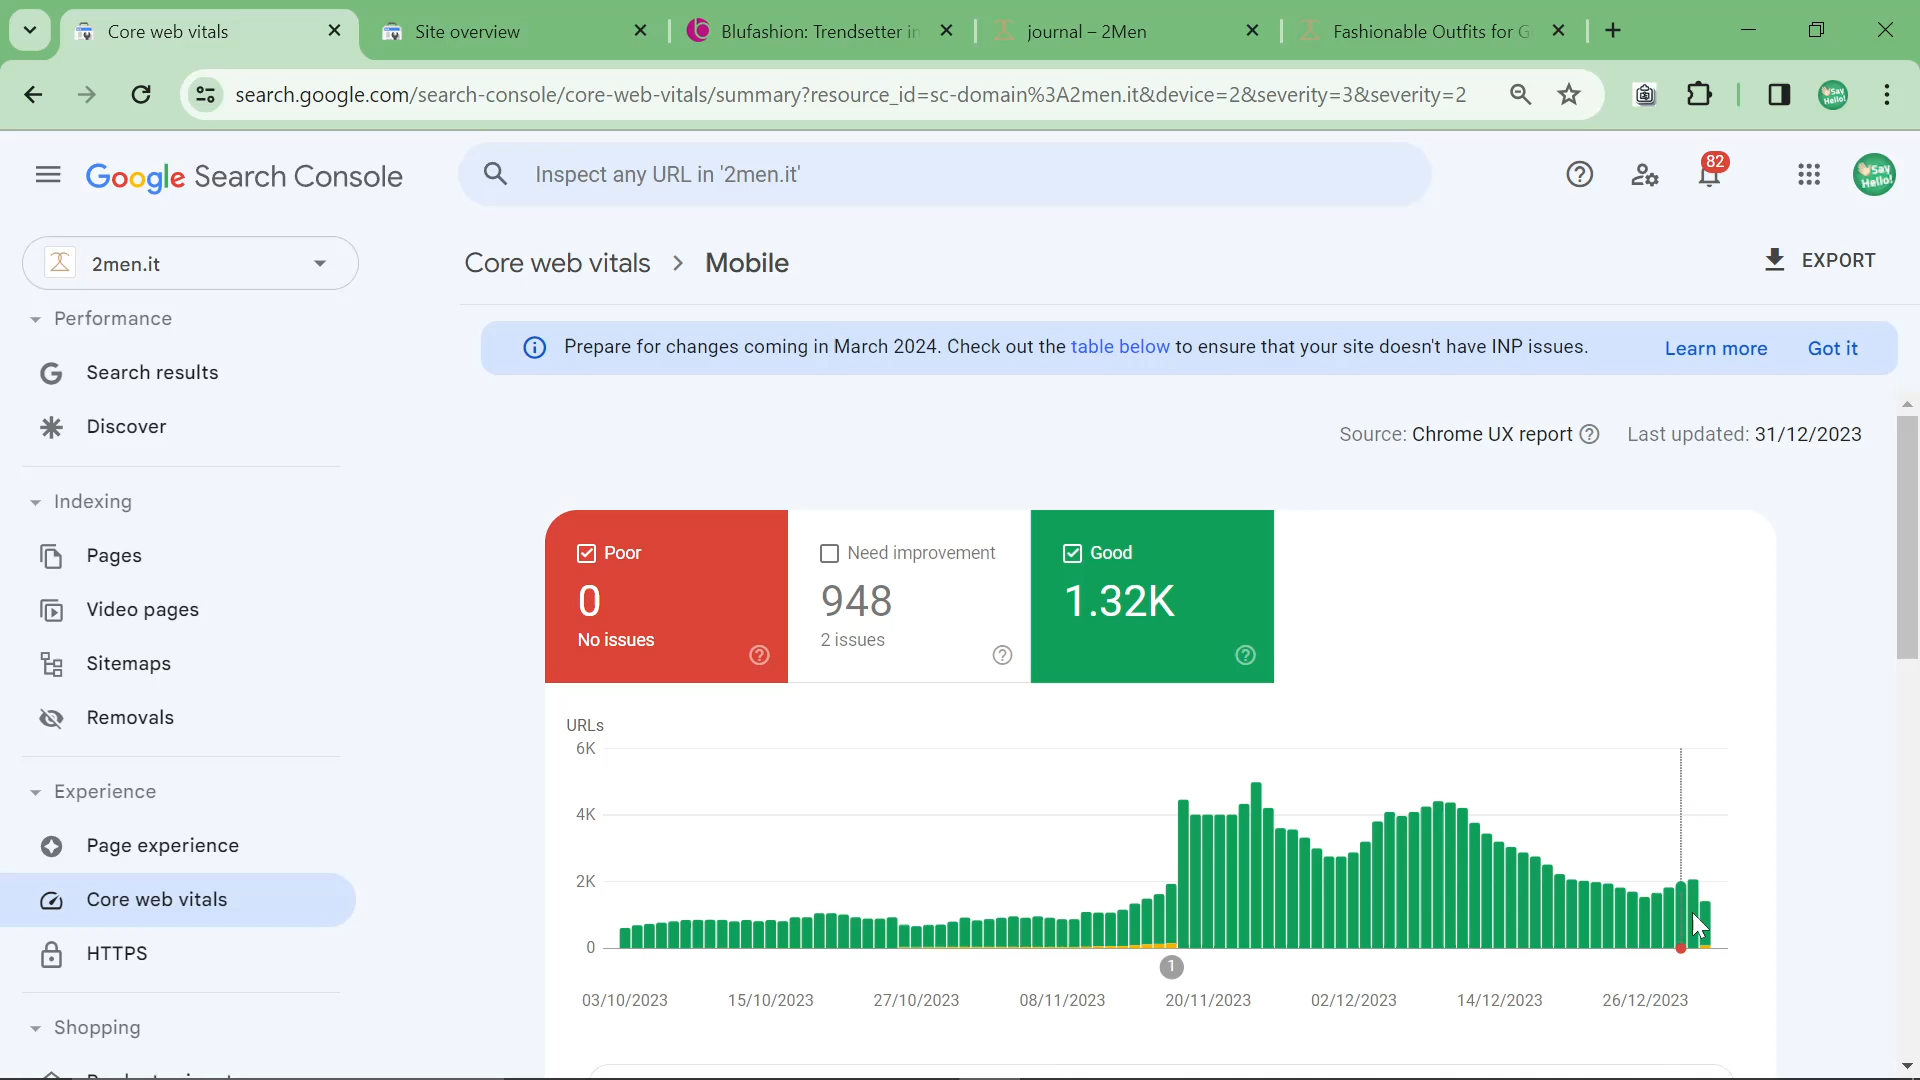 Core web vitals
Site overview
Blufashion: Trendsetter in
journal – 2Men
Fashionable Outfits for G
search.google.com/search-console/core-web-vitals/summary?resource_id=sc-domain%3A2men.it&device=2&severity=3&severity=2
Say Hello!
Google Search Console
Inspect any URL in '2men.it'
82
Say Hello!
2men.it
Core web vitals > Mobile
EXPORT
Performance
Search results
Discover
Indexing
Pages
Video pages
Sitemaps
Removals
Experience
Page experience
Core web vitals
HTTPS
Shopping
Prepare for changes coming in March 2024. Check out the table below to ensure that your site doesn't have INP issues.
Learn more
Got it
Source: Chrome UX report
Last updated: 31/12/2023
Poor
0
No issues
Need improvement
948
2 issues
Good
1.32K
URLs
6K
4K
2K
0
1
03/10/2023
15/10/2023
27/10/2023
08/11/2023
20/11/2023
02/12/2023
14/12/2023
26/12/2023